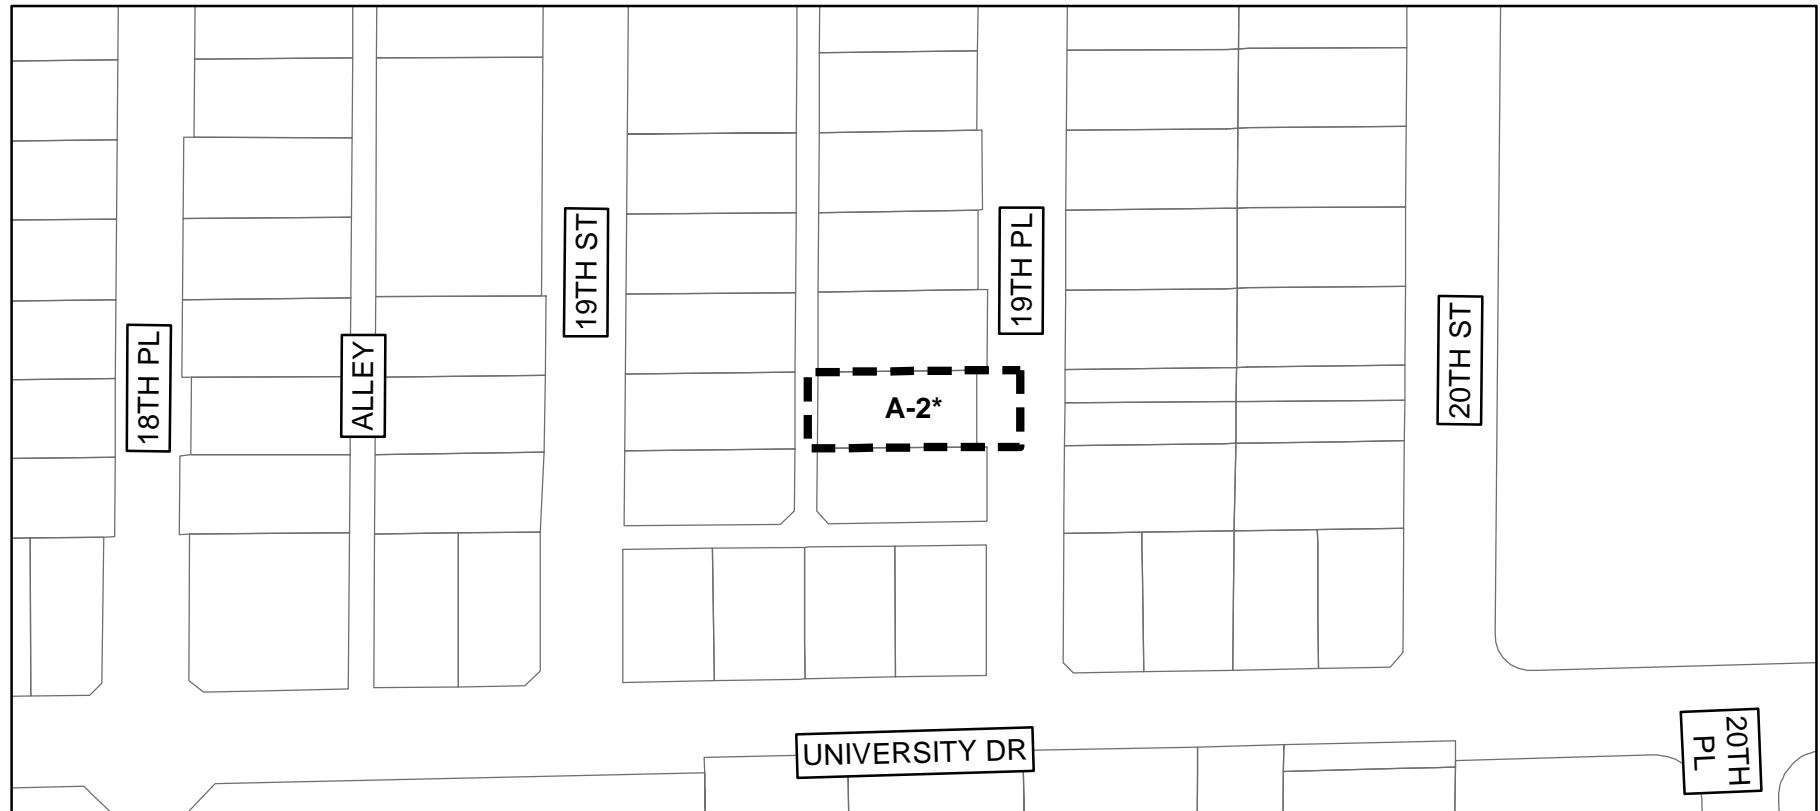 19TH ST
19TH PL
20TH ST
18TH PL
ALLEY
A-2*
UNIVERSITY DR
20TH
PL